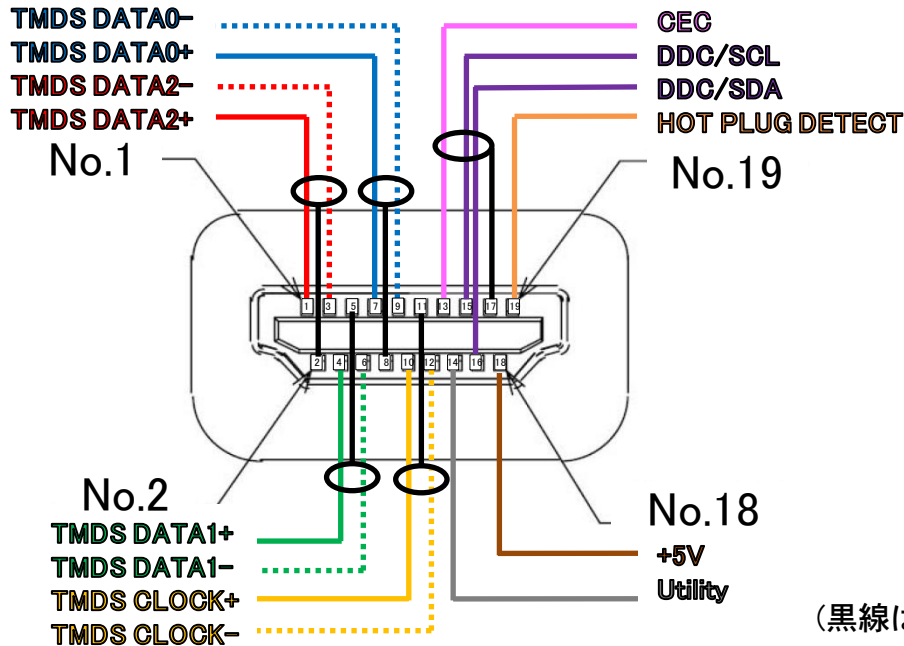 TMDS DATA0-
TMDS DATA0+
TMDS DATA2-
TMDS DATA2+
No.1
CEC
DDC/SCL
DDC/SDA
HOT PLUG DETECT
No.19
1 3 5 7 9 11 13 15 17 19
2 4 6 8 10 12 14 16 18
No.2
TMDS DATA1+
TMDS DATA1-
TMDS CLOCK+
TMDS CLOCK-
No.18
+5V
Utility
(黒線は